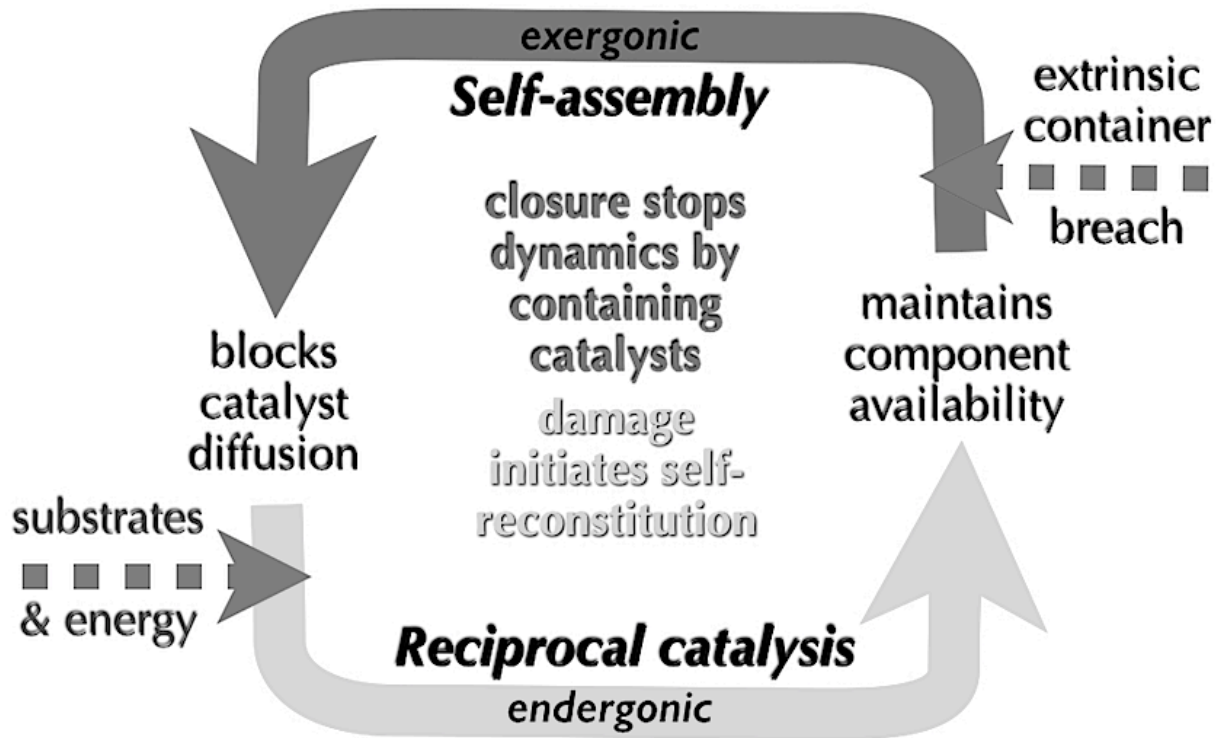 exergonic
Self-assembly
extrinsic
container
breach
closure stops
dynamics by
containing
catalysts
damage
initiates self-
reconstitution
blocks
catalyst
diffusion
maintains
component
availability
substrates
& energy
Reciprocal catalysis
endergonic